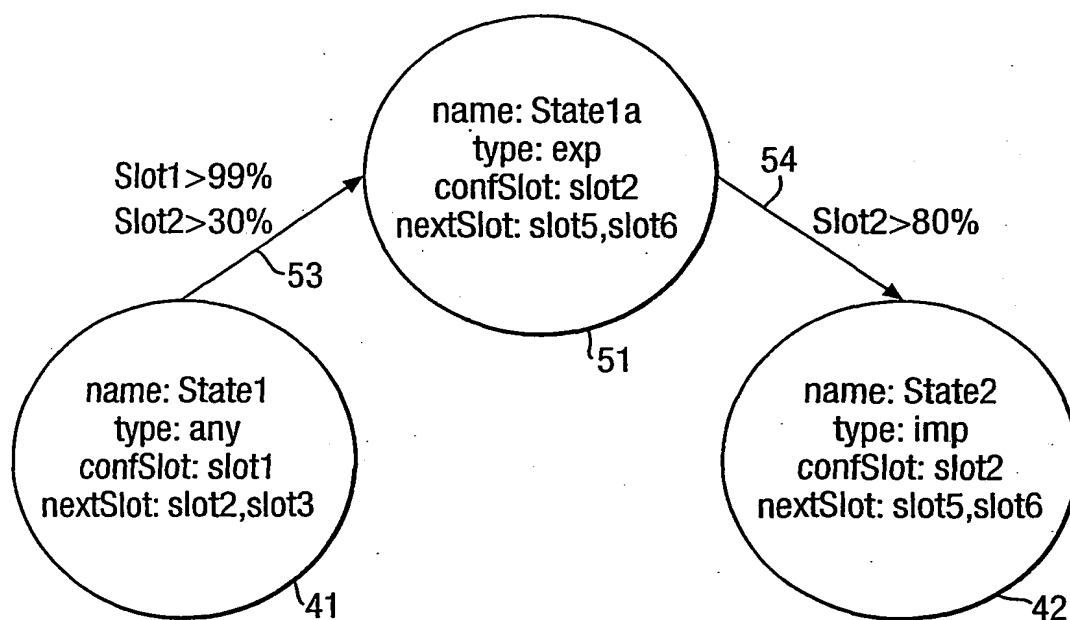 name: State1a
type: exp
confSlot: slot2
nextSlot: slot5,slot6
51
Slot1>99%
Slot2>30%
53
54
Slot2>80%
name: State1
type: any
confSlot: slot1
nextSlot: slot2,slot3
41
name: State2
type: imp
confSlot: slot2
nextSlot: slot5,slot6
42